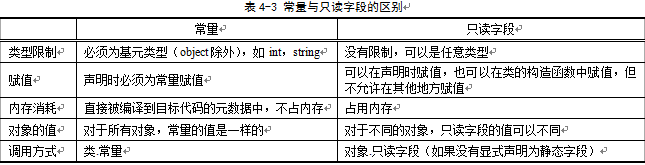 表 4-3 常量与只读字段的区别
常量 只读字段
类型限制 必须为基元类型（object 除外），如 int，string 没有限制，可以是任意类型
赋值 声明时必须为常量赋值 可以在声明时赋值，也可以在类的构造函数中赋值，但
不允许在其他地方赋值
内存消耗 直接被编译到目标代码的元数据中，不占内存 占用内存
对象的值 对于所有对象，常量的值是一样的 对于不同的对象，只读字段的值可以不同
调用方式 类.常量 对象.只读字段（如果没有显式声明为静态字段）